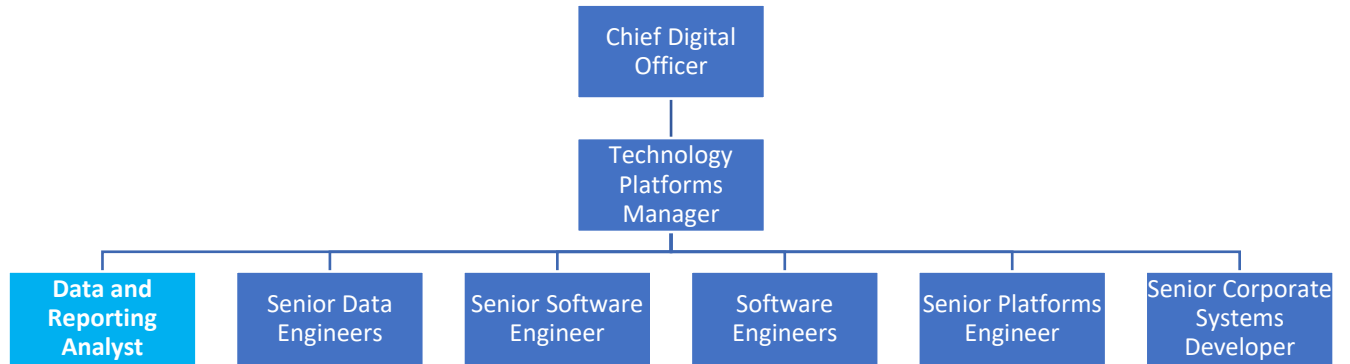 Chief Digital
Officer
Technology
Platforms
Manager
Data and
Reporting
Analyst
Senior Data
Engineers
Senior Software
Engineer
Software
Engineers
Senior Platforms
Engineer
Senior Corporate
Systems
Developer